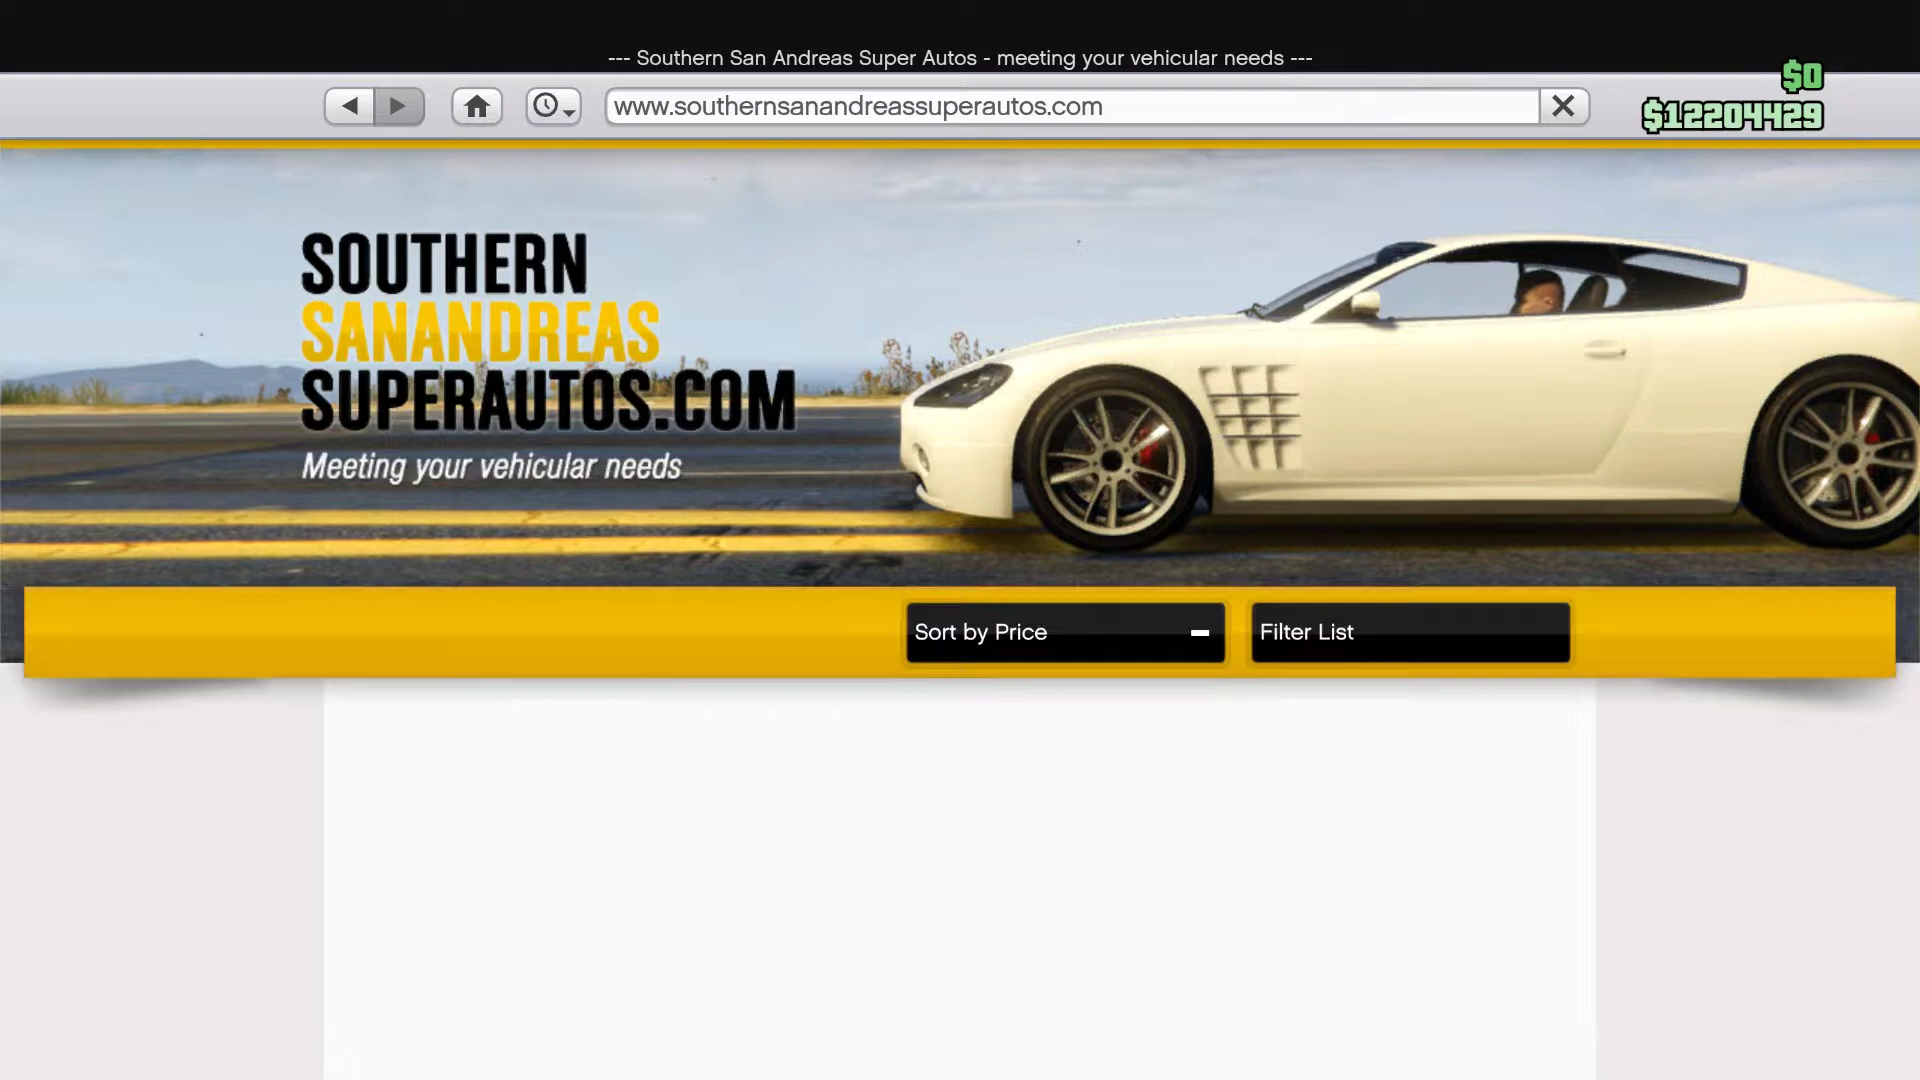 --- Southern San Andreas Super Autos - meeting your vehicular needs ---
$0
www.southernsanandreassuperautos.com
$12204429
SOUTHERN
SANANDREAS
SUPERAUTOS.COM
Meeting your vehicular needs
Sort by Price
Filter List